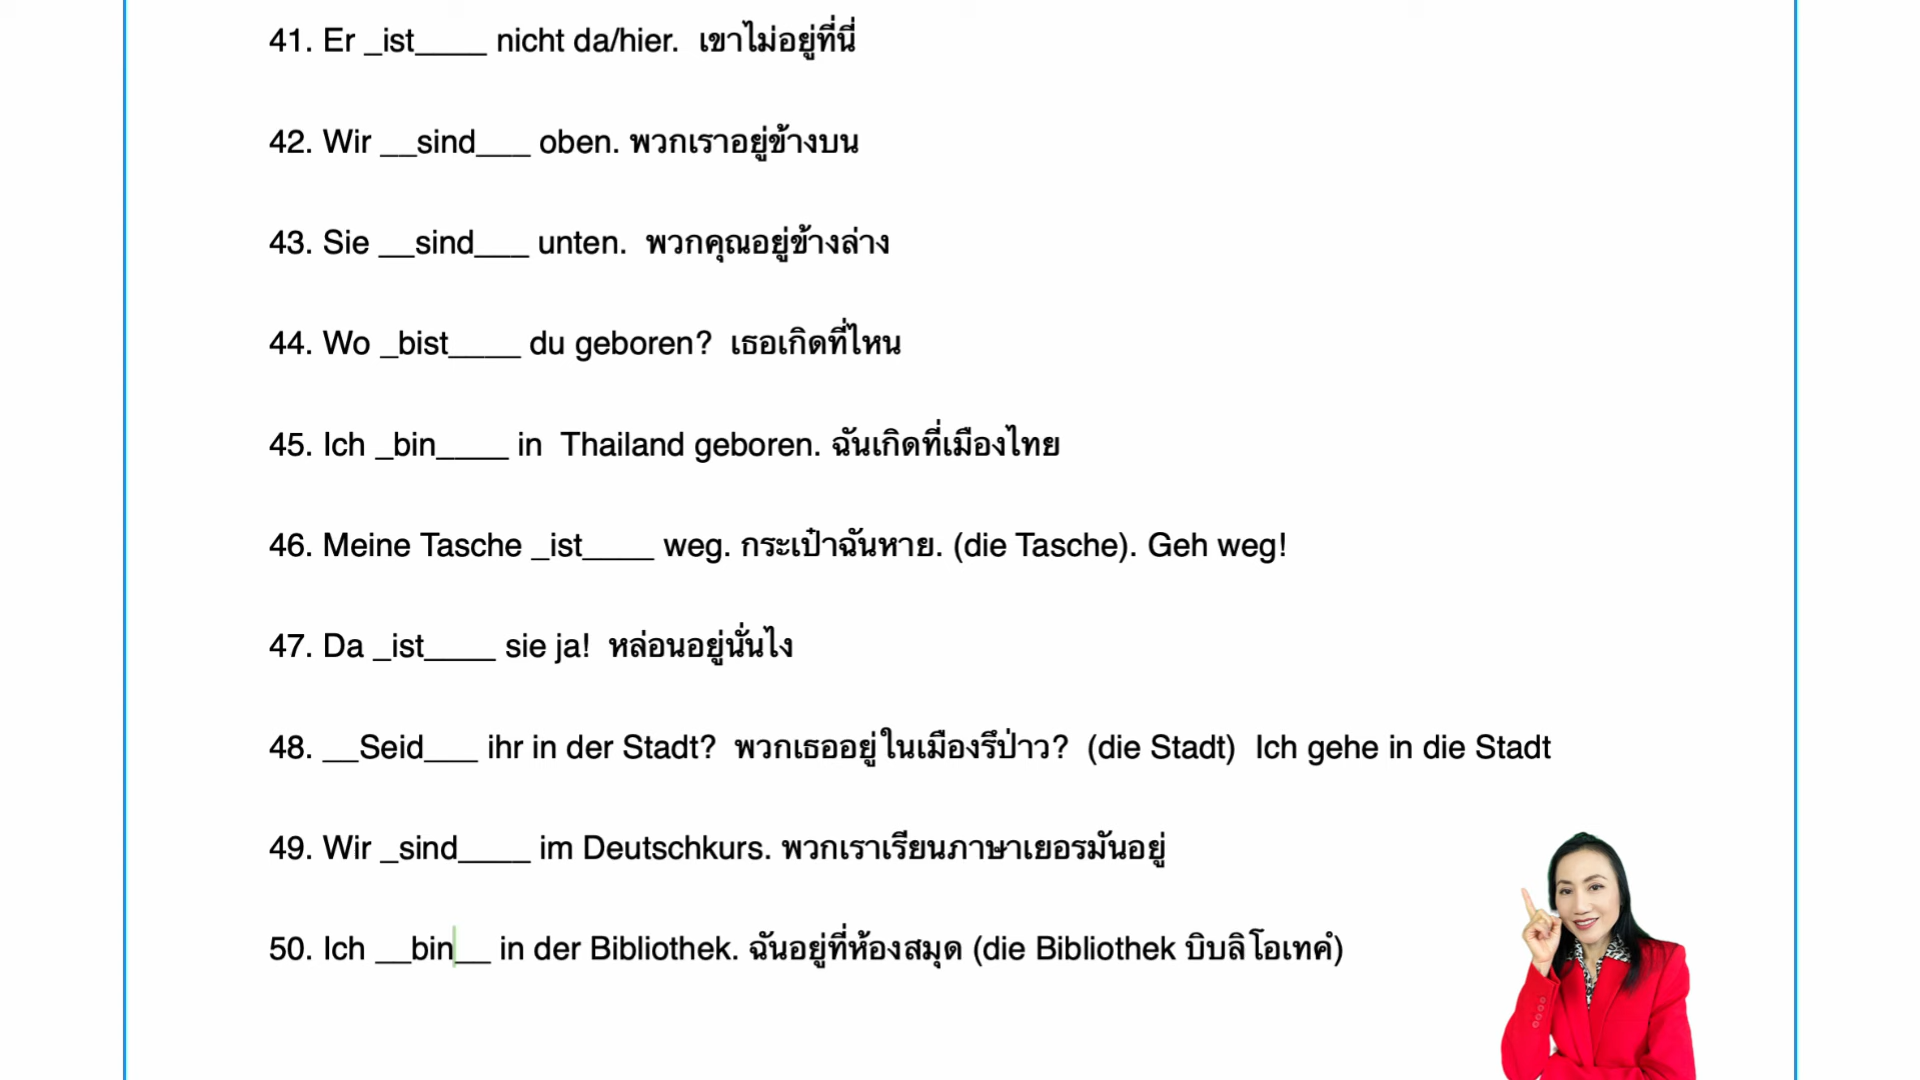 41. Er _ist____ nicht da/hier.  เขาไม่อยู่ที่นี่
42. Wir __sind___ oben. พวกเราอยู่ข้างบน
43. Sie __sind___ unten.  พวกคุณอยู่ข้างล่าง
44. Wo _bist____ du geboren?  เธอเกิดที่ไหน
45. Ich _bin____ in  Thailand geboren. ฉันเกิดที่เมืองไทย
46. Meine Tasche _ist____ weg. กระเป๋าฉันหาย. (die Tasche). Geh weg!
47. Da _ist____ sie ja!  หล่อนอยู่นั่นไง
48. __Seid___ ihr in der Stadt?  พวกเธออยู่ในเมืองรึป่าว?  (die Stadt)  Ich gehe in die Stadt
49. Wir _sind____ im Deutschkurs. พวกเราเรียนภาษาเยอรมันอยู่
50. Ich __bin__ in der Bibliothek. ฉันอยู่ที่ห้องสมุด (die Bibliothek บิบลิโอเทคํ)